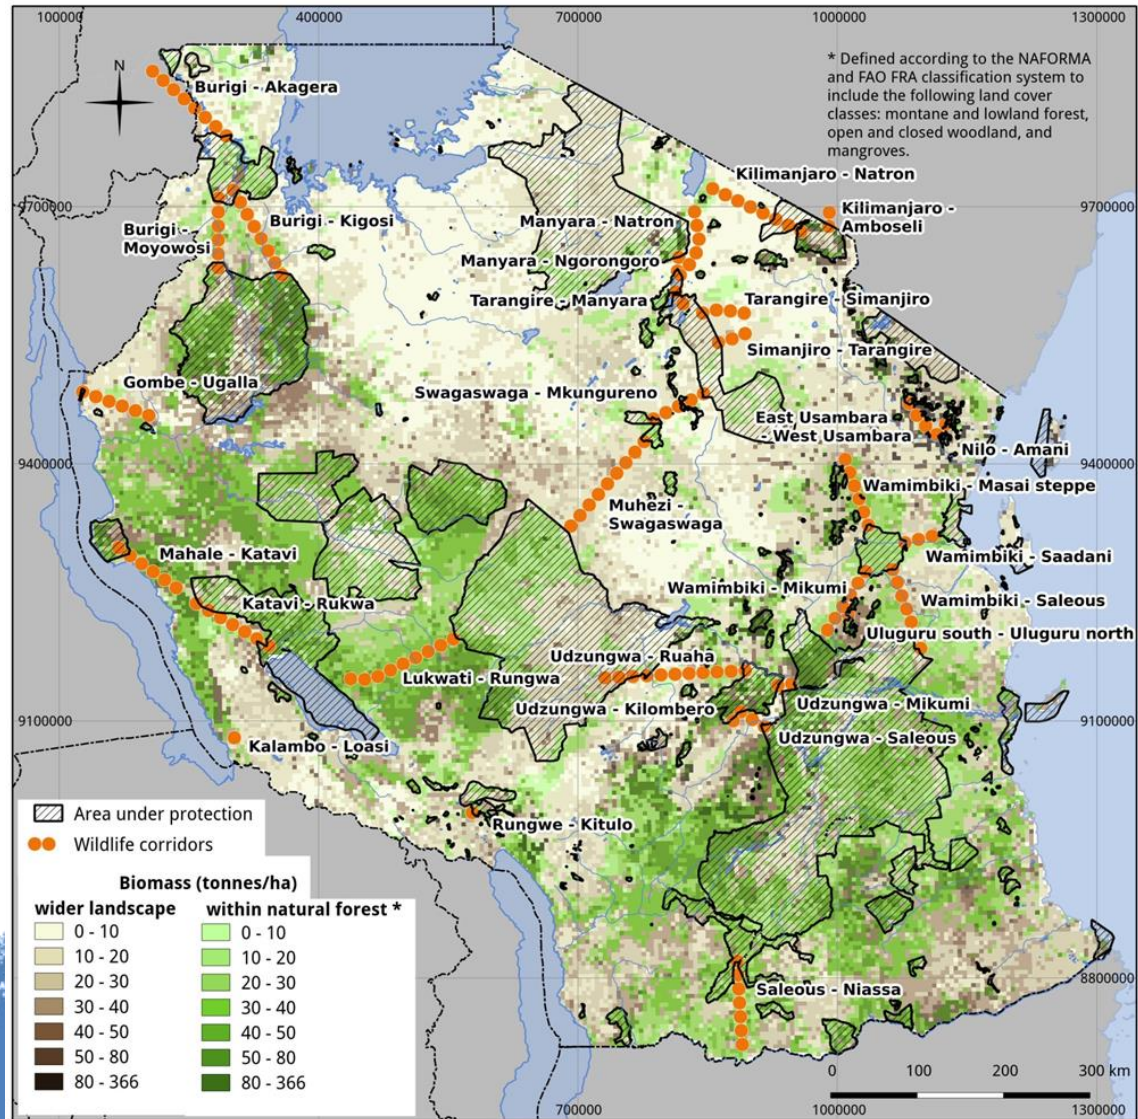 100000 400000 700000 1000000 1300000
* Defined according to the NAFORMA
and FAO FRA classification system to
include the following land cover
classes: montane and lowland forest,
open and closed woodland, and
mangroves.
N
Burigi - Akagera
Kilimanjaro - Natron
9700000
9700000
Burigi - Kigosi
Burigi -
Moyowosi
Manyara - Natron
Kilimanjaro -
Amboseli
Manyara - Ngorongoro
Tarangire - Manyara
Tarangire - Simanjiro
Simanjiro - Tarangire
Gombe - Ugalla
Swagaswaga - Mkungureno
East Usambara
- West Usambara
Nilo - Amani
9400000
9400000
Wamimbiki - Masai steppe
Muhezi -
Swagaswaga
Mahale - Katavi
Wamimbiki - Saadani
Katavi - Rukwa
Wamimbiki - Mikumi
Wamimbiki - Saleous
Uluguru south - Uluguru north
Udzungwa - Ruaha
Lukwati - Rungwa
Udzungwa - Kilombero
Udzungwa - Mikumi
9100000
9100000
Udzungwa - Saleous
Kalambo - Loasi
Rungwe - Kitulo
Area under protection
Wildlife corridors
Biomass (tonnes/ha)
wider landscape within natural forest *
0 - 10 0 - 10
10 - 20 10 - 20
20 - 30 20 - 30
30 - 40 30 - 40
40 - 50 40 - 50
50 - 80 50 - 80
80 - 366 80 - 366
8800000
Saleous - Niassa
0 100 200 300 km
700000 1000000 1300000